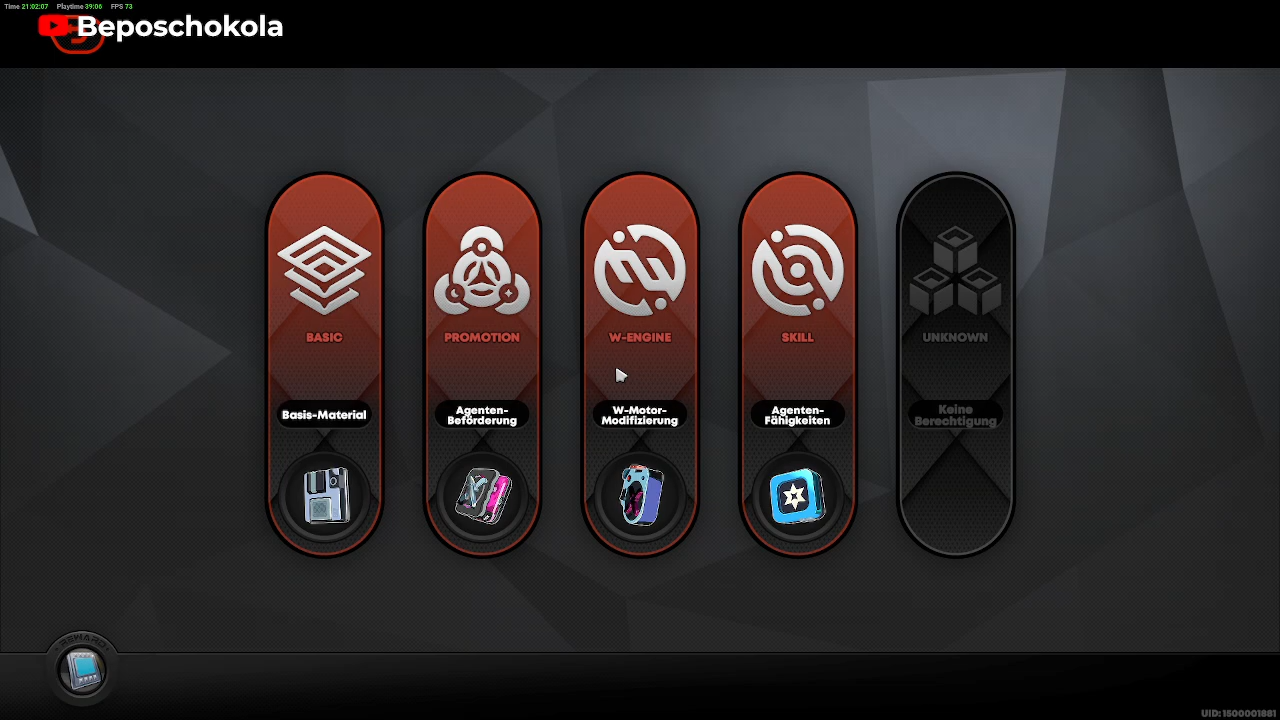 Time 21:02:07 Playtime 39:06 FPS 73
Beposchokola
BASIC
PROMOTION
W-ENGINE
SKILL
UNKNOWN
Basis-Material
Agenten-
Beförderung
W-Motor-
Modifizierung
Agenten-
Fähigkeiten
Keine
Berechtigung
REWARD
UID: 1500001881